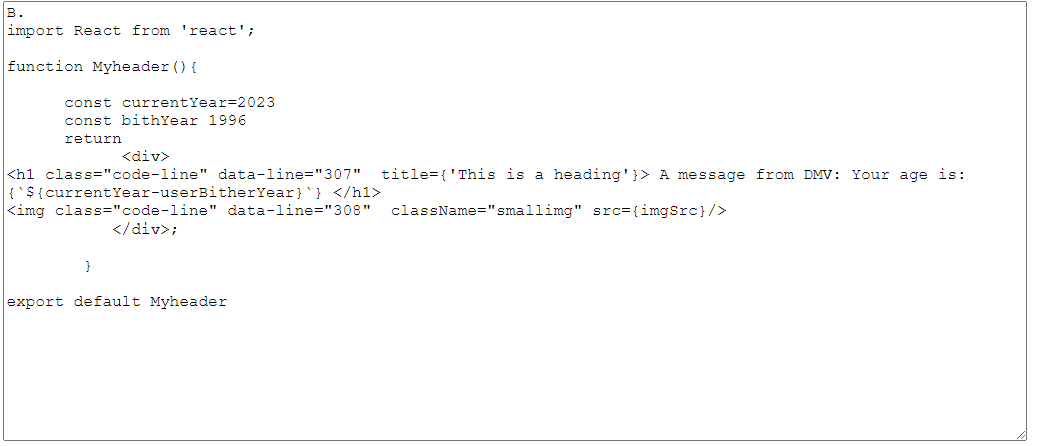 B.
import React from 'react';
function Myheader(){
const currentYear=2023
const bithYear 1996
return
<div>
<h1 class="code-line" data-line="307"  title={'This is a heading'}> A message from DMV: Your age is:
{`${currentYear-userBitherYear}`} </h1>
<img class="code-line" data-line="308"  className="smallimg" src={imgSrc}/>
</div>;
}
export default Myheader